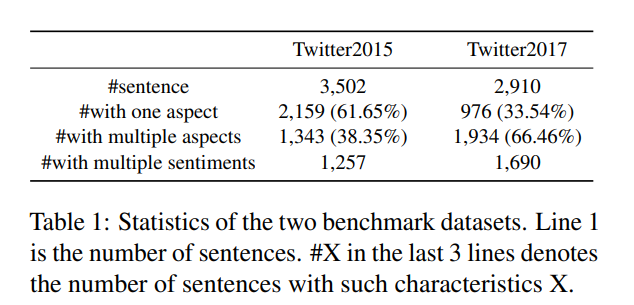 Twitter2015 Twitter2017
#sentence 3,502 2,910
#with one aspect 2,159 (61.65%) 976 (33.54%)
#with multiple aspects 1,343 (38.35%) 1,934 (66.46%)
#with multiple sentiments 1,257 1,690
Table 1: Statistics of the two benchmark datasets. Line 1
is the number of sentences. #X in the last 3 lines denotes
the number of sentences with such characteristics X.